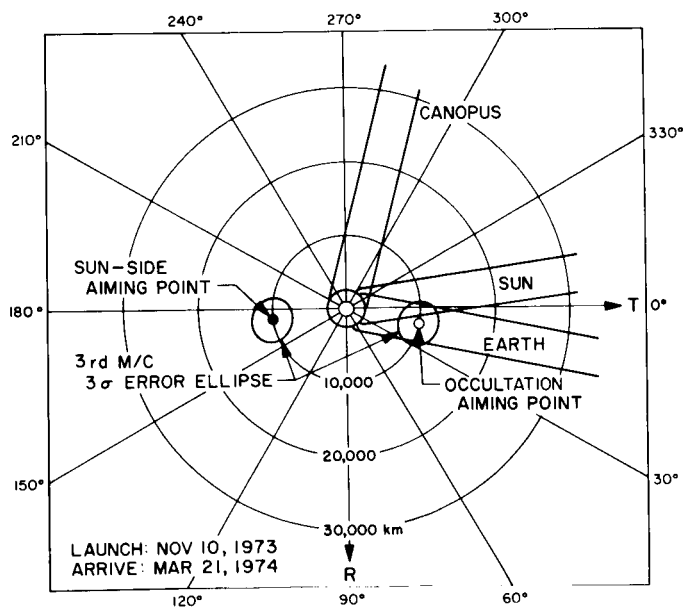 240°
270°
300°
CANOPUS
210°
330°
SUN-SIDE
AIMING POINT
SUN
180°
T
0°
EARTH
3rd M/C
3σ ERROR ELLIPSE
10,000
OCCULTATION
AIMING POINT
20,000
150°
30°
30,000 km
LAUNCH: NOV 10, 1973
ARRIVE: MAR 21, 1974
R
120°
90°
60°